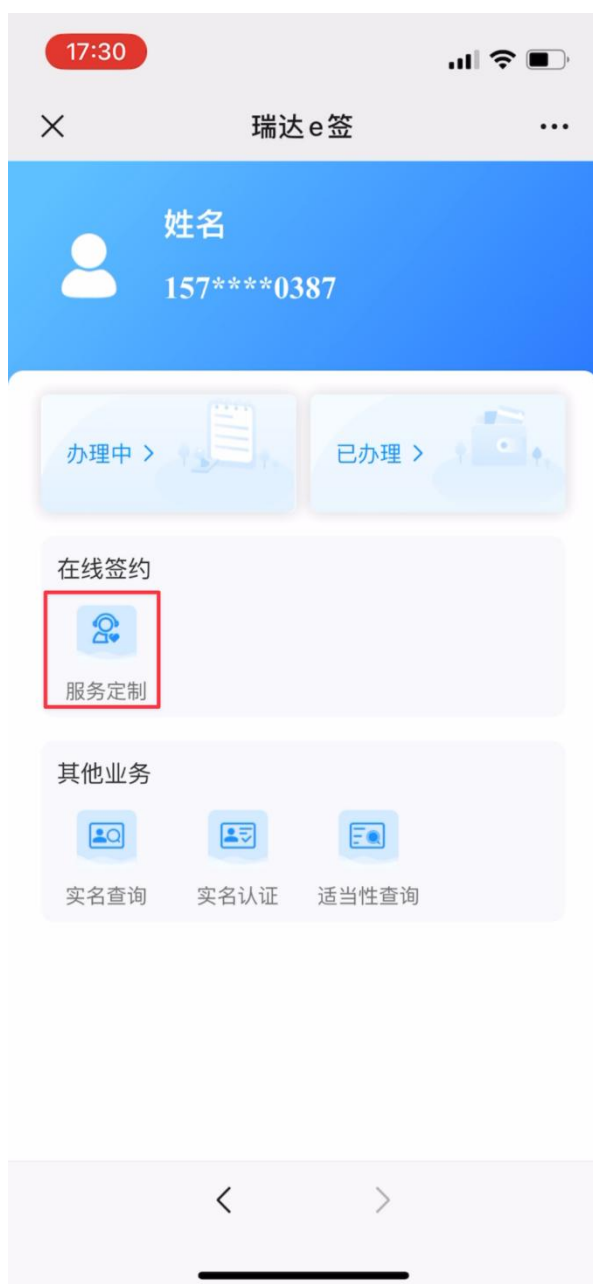 17:30
瑞达e签
姓名
157****0387
办理中
已办理
在线签约
服务定制
其他业务
实名查询 实名认证 适当性查询